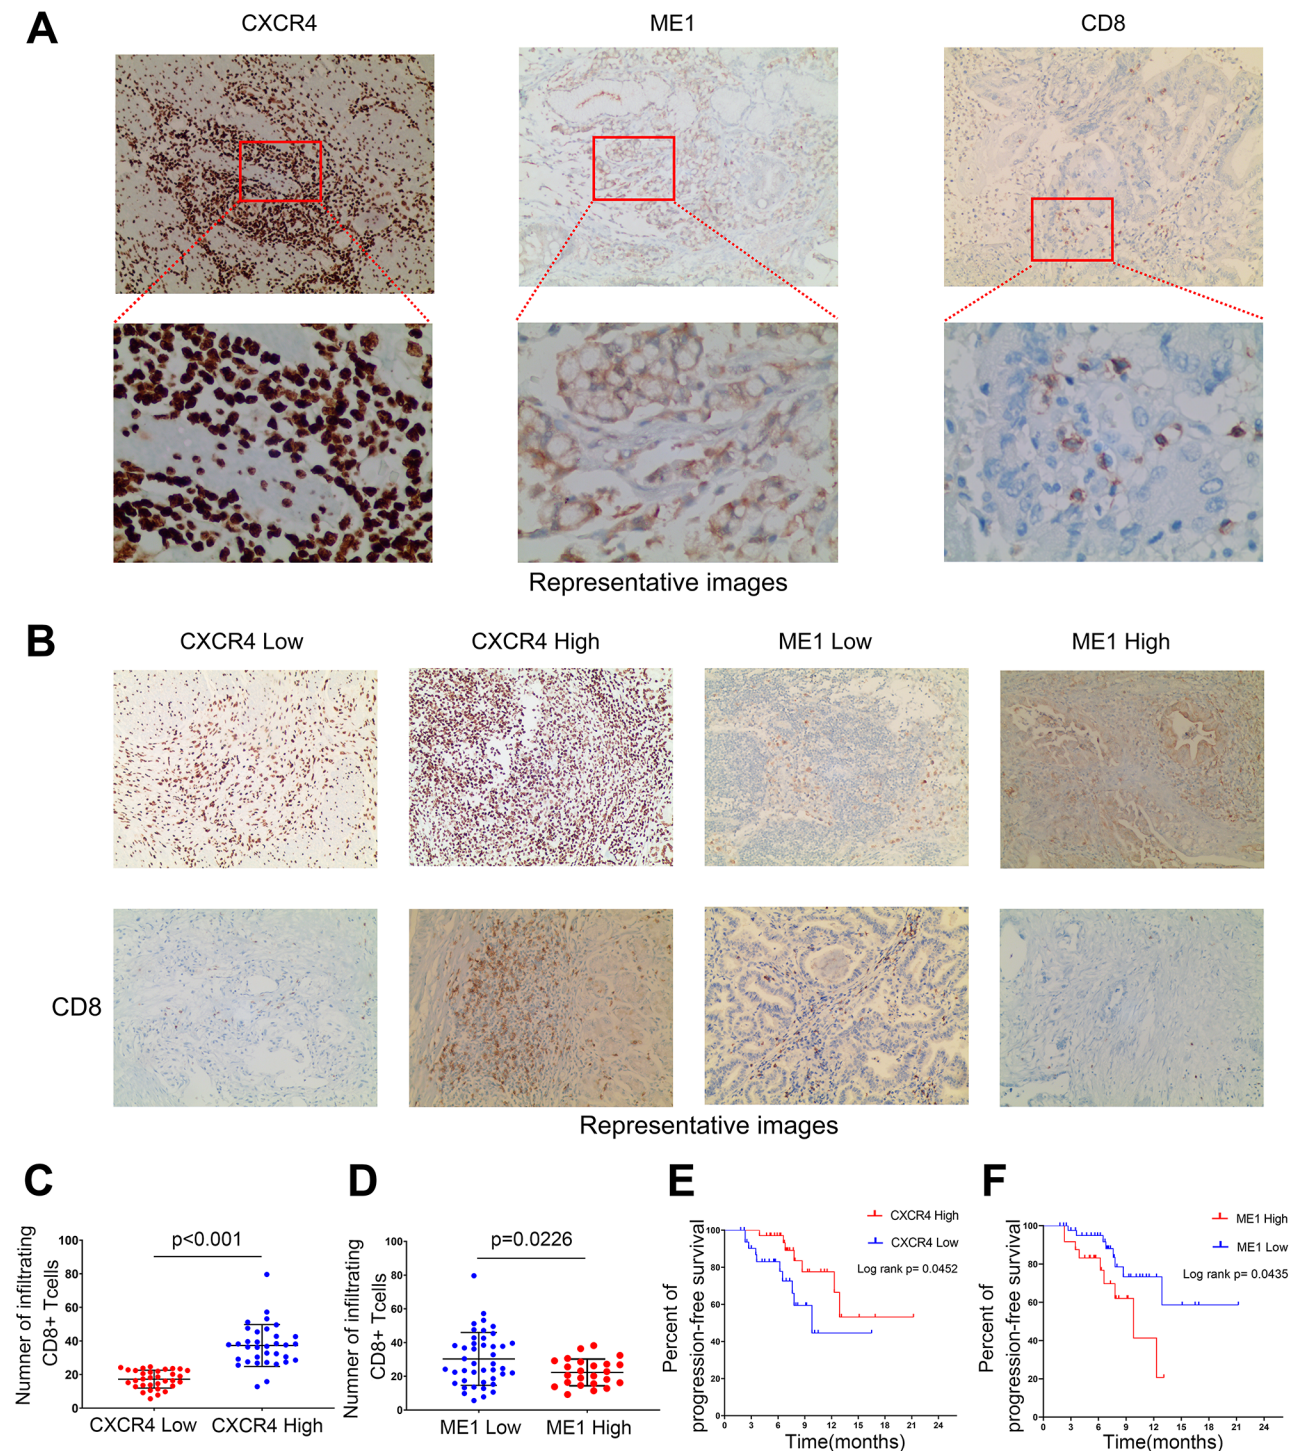 A
CXCR4
ME1
CD8
Representative images
B
CXCR4 Low
CXCR4 High
ME1 Low
ME1 High
CD8
Representative images
C
Numner of infiltrating
CD8+ Tcells
100
80
60
40
20
0
p<0.001
CXCR4 Low
CXCR4 High
D
Numner of infiltrating
CD8+ Tcells
100
80
60
40
20
0
p=0.0226
ME1 Low
ME1 High
E
Percent of
progression-free survival
100
80
60
40
20
0
CXCR4 High
CXCR4 Low
Log rank p= 0.0452
0 3 6 9 12 15 18 21 24
Time(months)
F
Percent of
progression-free survival
100
80
60
40
20
0
ME1 High
ME1 Low
Log rank p= 0.0435
0 3 6 9 12 15 18 21 24
Time(months)